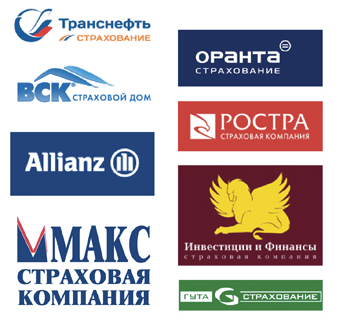 Транснефть
СТРАХОВАНИЕ
ВСК® СТРАХОВОЙ ДОМ
Allianz
МАКС
СТРАХОВАЯ
КОМПАНИЯ
ОРАНТА
СТРАХОВАНИЕ
РОСТРА
СТРАХОВАЯ КОМПАНИЯ
Инвестиции и Финансы
страховая компания
ГУТА G СТРАХОВАНИЕ